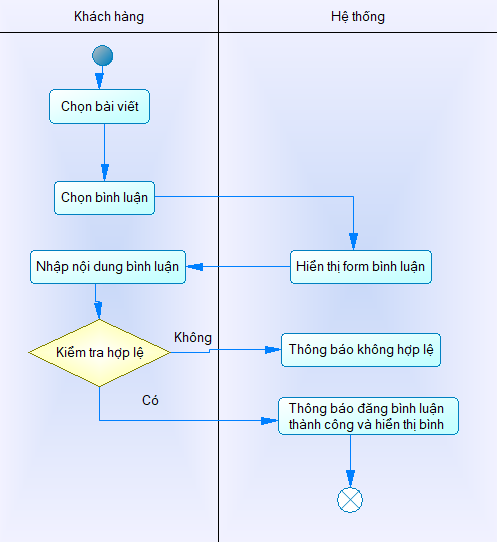 Khách hàng
Hệ thống
Chọn bài viết
Chọn bình luận
Nhập nội dung bình luận
Hiển thị form bình luận
Kiểm tra hợp lệ
Không
Thông báo không hợp lệ
Có
Thông báo đăng bình luận
thành công và hiển thị bình